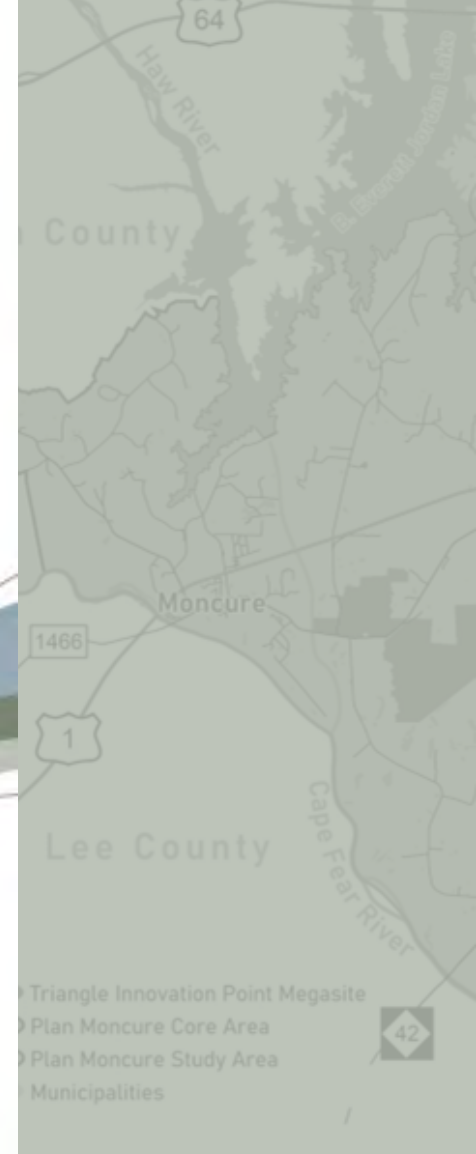 64
Haw River
B. Everett Jordan Lake
County
Moncure
1466
1
Lee County
Cape Fear River
Triangle Innovation Point Megasite
Plan Moncure Core Area
42
Plan Moncure Study Area
Municipalities